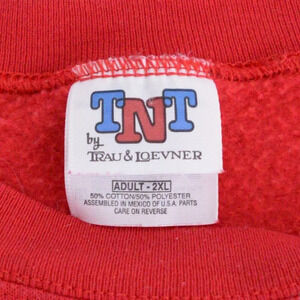 TNT
by
TRAU & LOEVNER
ADULT - 2XL
50% COTTON/50% POLYESTER
ASSEMBLED IN MEXICO OF U.S.A. PARTS
CARE ON REVERSE